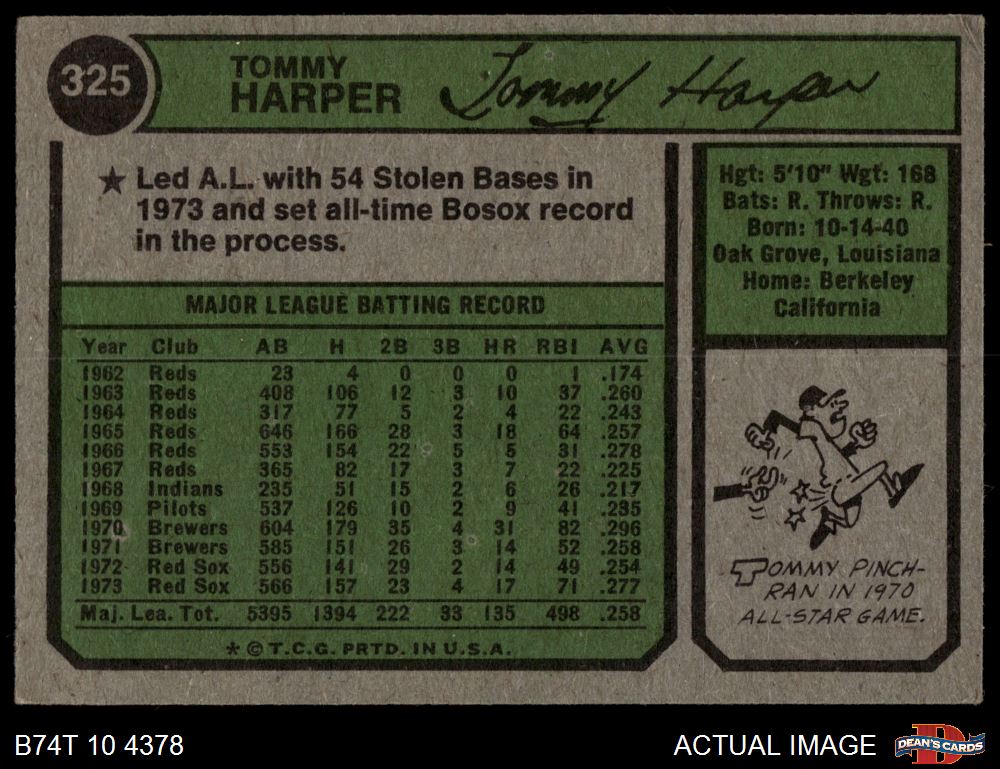 325
TOMMY
HARPER
Tommy Harper
★ Led A.L. with 54 Stolen Bases in
1973 and set all-time Bosox record
in the process.
Hgt: 5'10" Wgt: 168
Bats: R. Throws: R.
Born: 10-14-40
Oak Grove, Louisiana
Home: Berkeley
California
MAJOR LEAGUE BATTING RECORD
Year Club AB H 2B 3B HR RBI AVG
1962 Reds 23 4 0 0 0 1 .174
1963 Reds 408 106 12 3 10 37 .260
1964 Reds 317 77 5 2 4 22 .243
1965 Reds 646 166 28 3 18 64 .257
1966 Reds 553 154 22 5 5 31 .278
1967 Reds 365 82 17 3 7 22 .225
1968 Indians 235 51 15 2 6 26 .217
1969 Pilots 537 126 10 2 9 41 .235
1970 Brewers 604 179 35 4 31 82 .296
1971 Brewers 585 151 26 3 14 52 .258
1972 Red Sox 556 141 29 2 14 49 .254
1973 Red Sox 566 157 23 4 17 71 .277
Maj. Lea. Tot. 5395 1394 222 33 135 498 .258
* © T.C.G. PRTD. IN U.S.A.
TOMMY PINCH-
RAN IN 1970
ALL-STAR GAME.
B74T 10 4378
ACTUAL IMAGE
D
DEAN'S CARDS